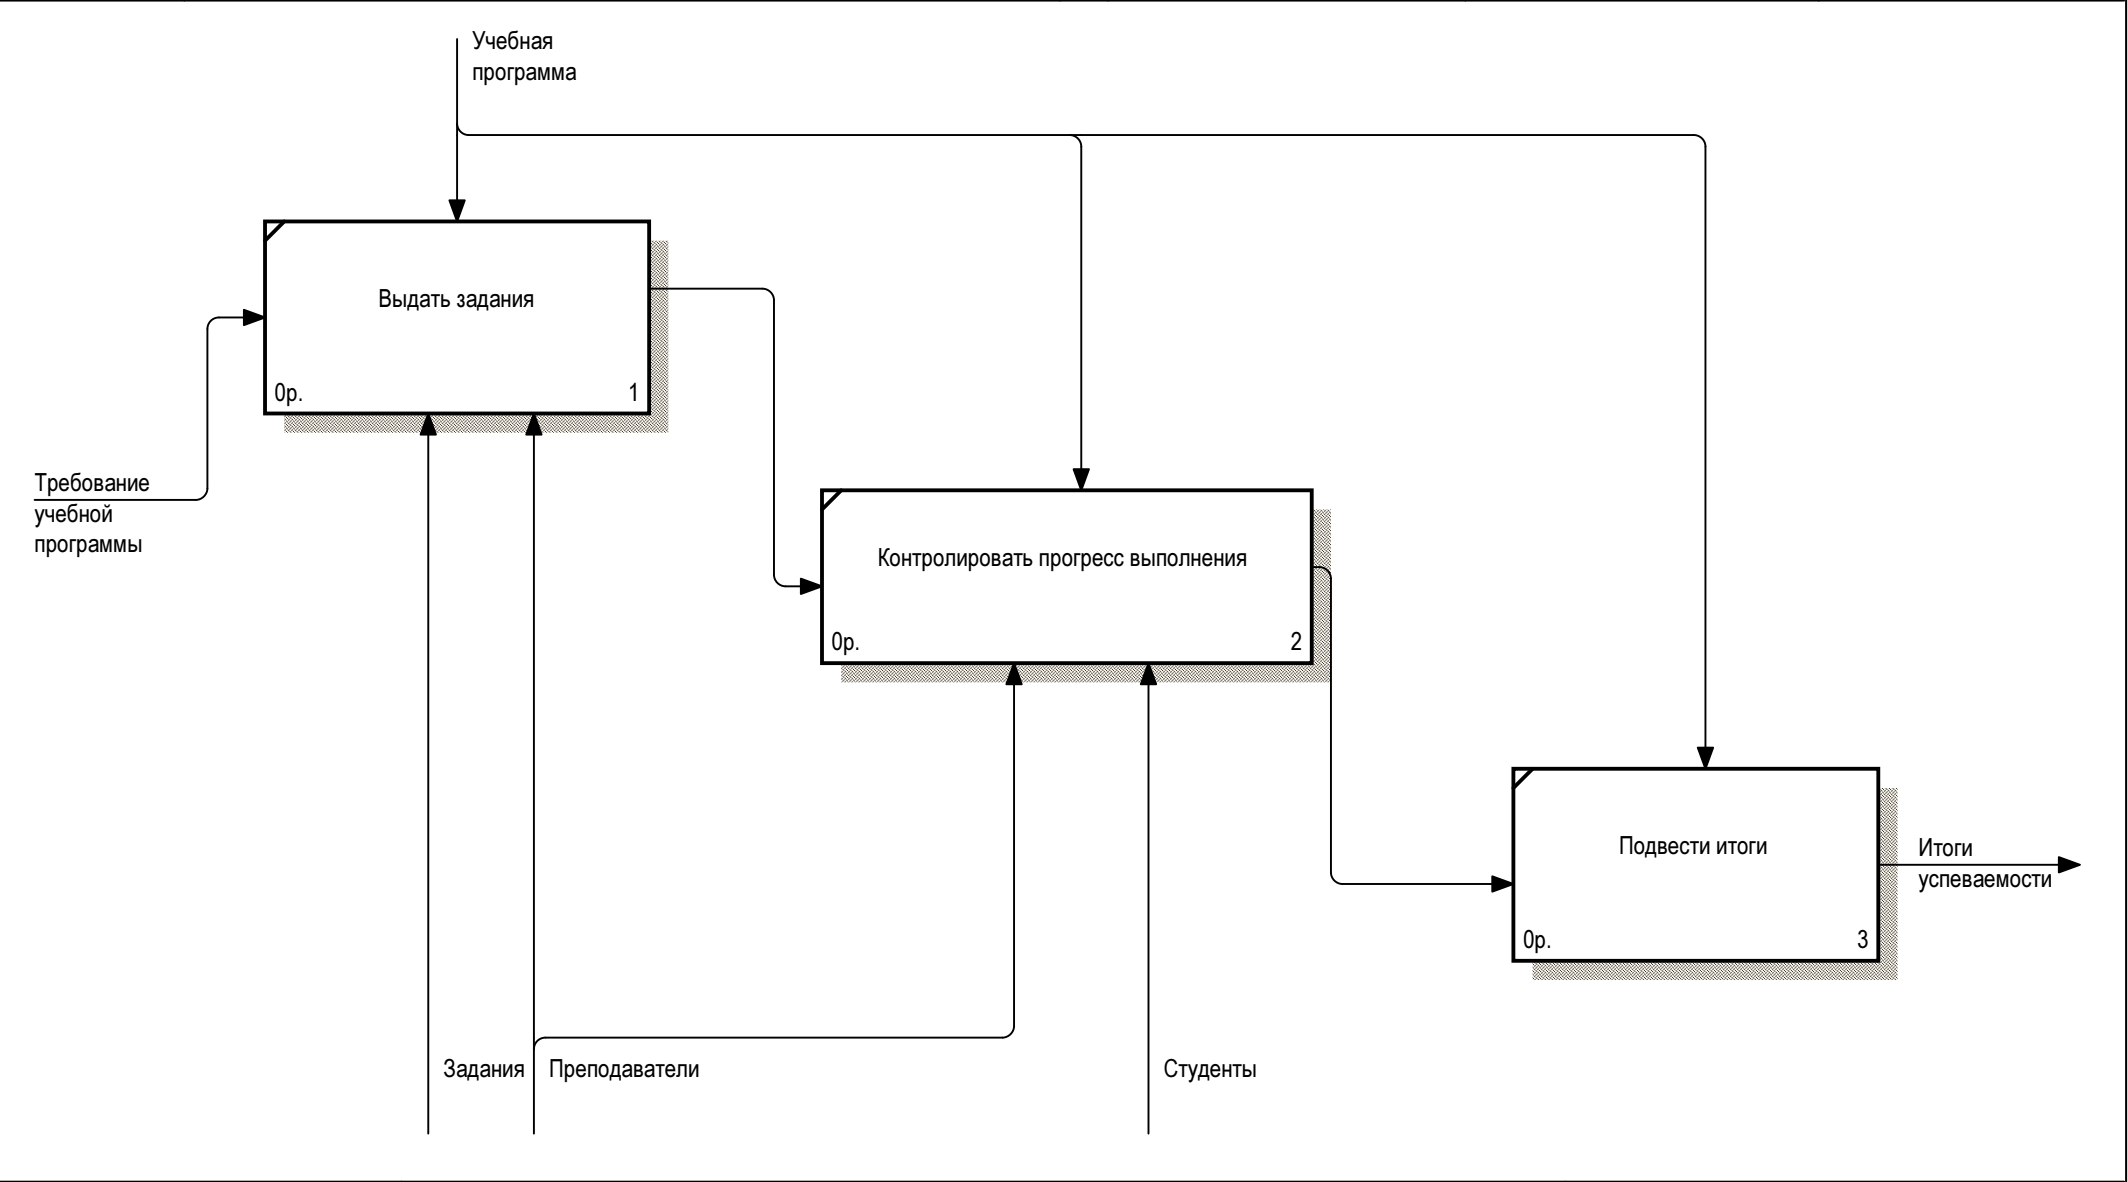 Учебная
программа
Выдать задания
0р.
1
Требование
учебной
программы
Контролировать прогресс выполнения
0р.
2
Подвести итоги
0р.
3
Итоги
успеваемости
Задания
Преподаватели
Студенты